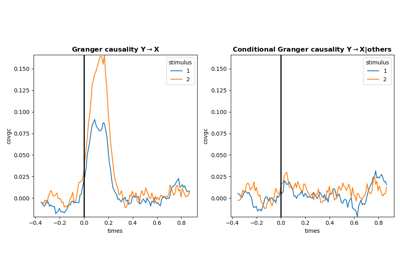 Granger causality Y→X
covgc
0.150
0.125
0.100
0.075
0.050
0.025
0.000
−0.4 −0.2 0.0 0.2 0.4 0.6 0.8
times
stimulus
1
2
Conditional Granger causality Y→X|others
covgc
0.150
0.125
0.100
0.075
0.050
0.025
0.000
−0.4 −0.2 0.0 0.2 0.4 0.6 0.8
times
stimulus
1
2